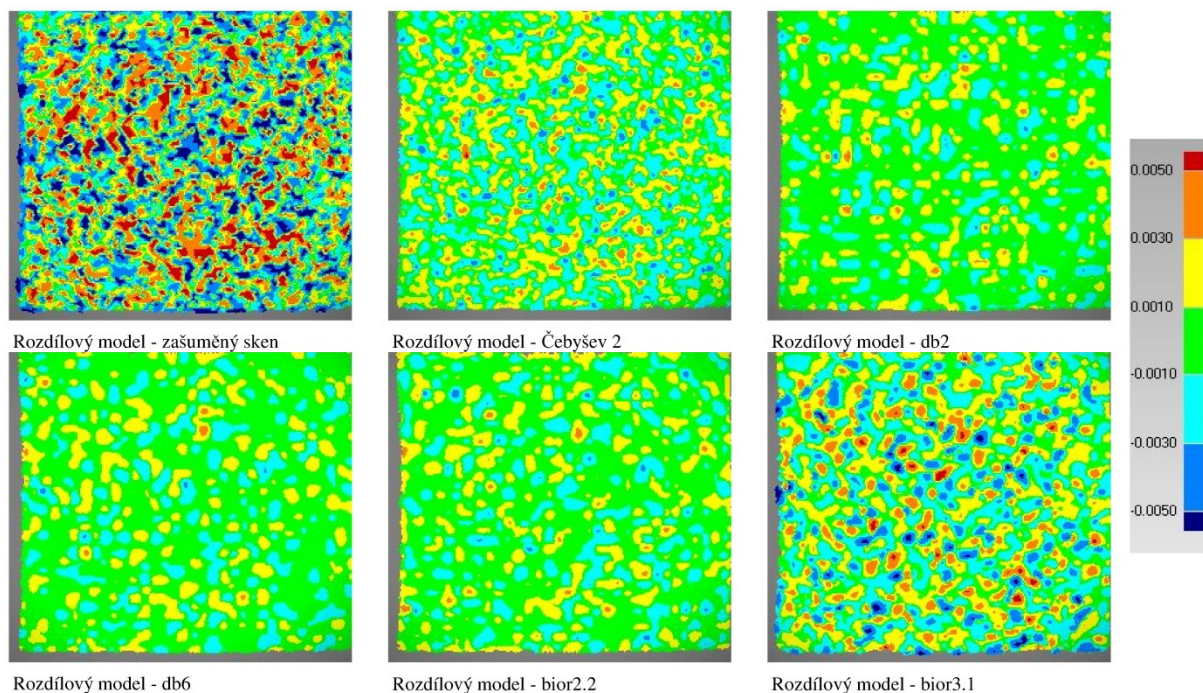 Rozdílový model - zašuměný sken
Rozdílový model - Čebyšev 2
Rozdílový model - db2
0.0050
0.0030
0.0010
-0.0010
-0.0030
-0.0050
Rozdílový model - db6
Rozdílový model - bior2.2
Rozdílový model - bior3.1